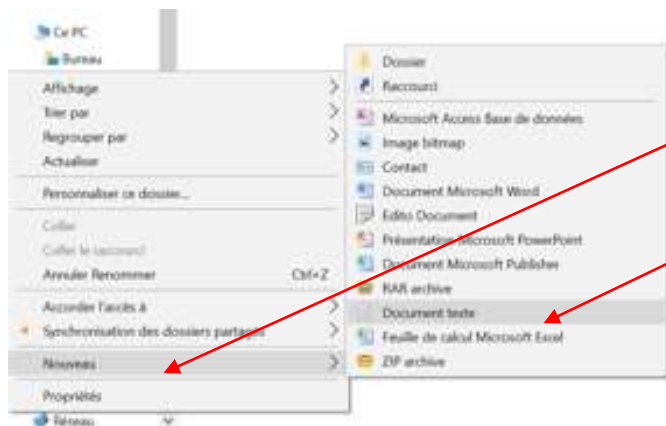 Ce PC
Bureau
Affichage
Trier par
Regrouper par
Actualiser
Personnaliser ce dossier...
Coller
Coller le raccourci
Annuler Renommer Ctrl+Z
Accorder l'accès à
Synchronisation des dossiers partagés
Nouveau
Propriétés
Réseau
Dossier
Raccourci
Microsoft Access Base de données
Image bitmap
Contact
Document Microsoft Word
Edito Document
Présentation Microsoft PowerPoint
Document Microsoft Publisher
RAR archive
Document texte
Feuille de calcul Microsoft Excel
ZIP archive